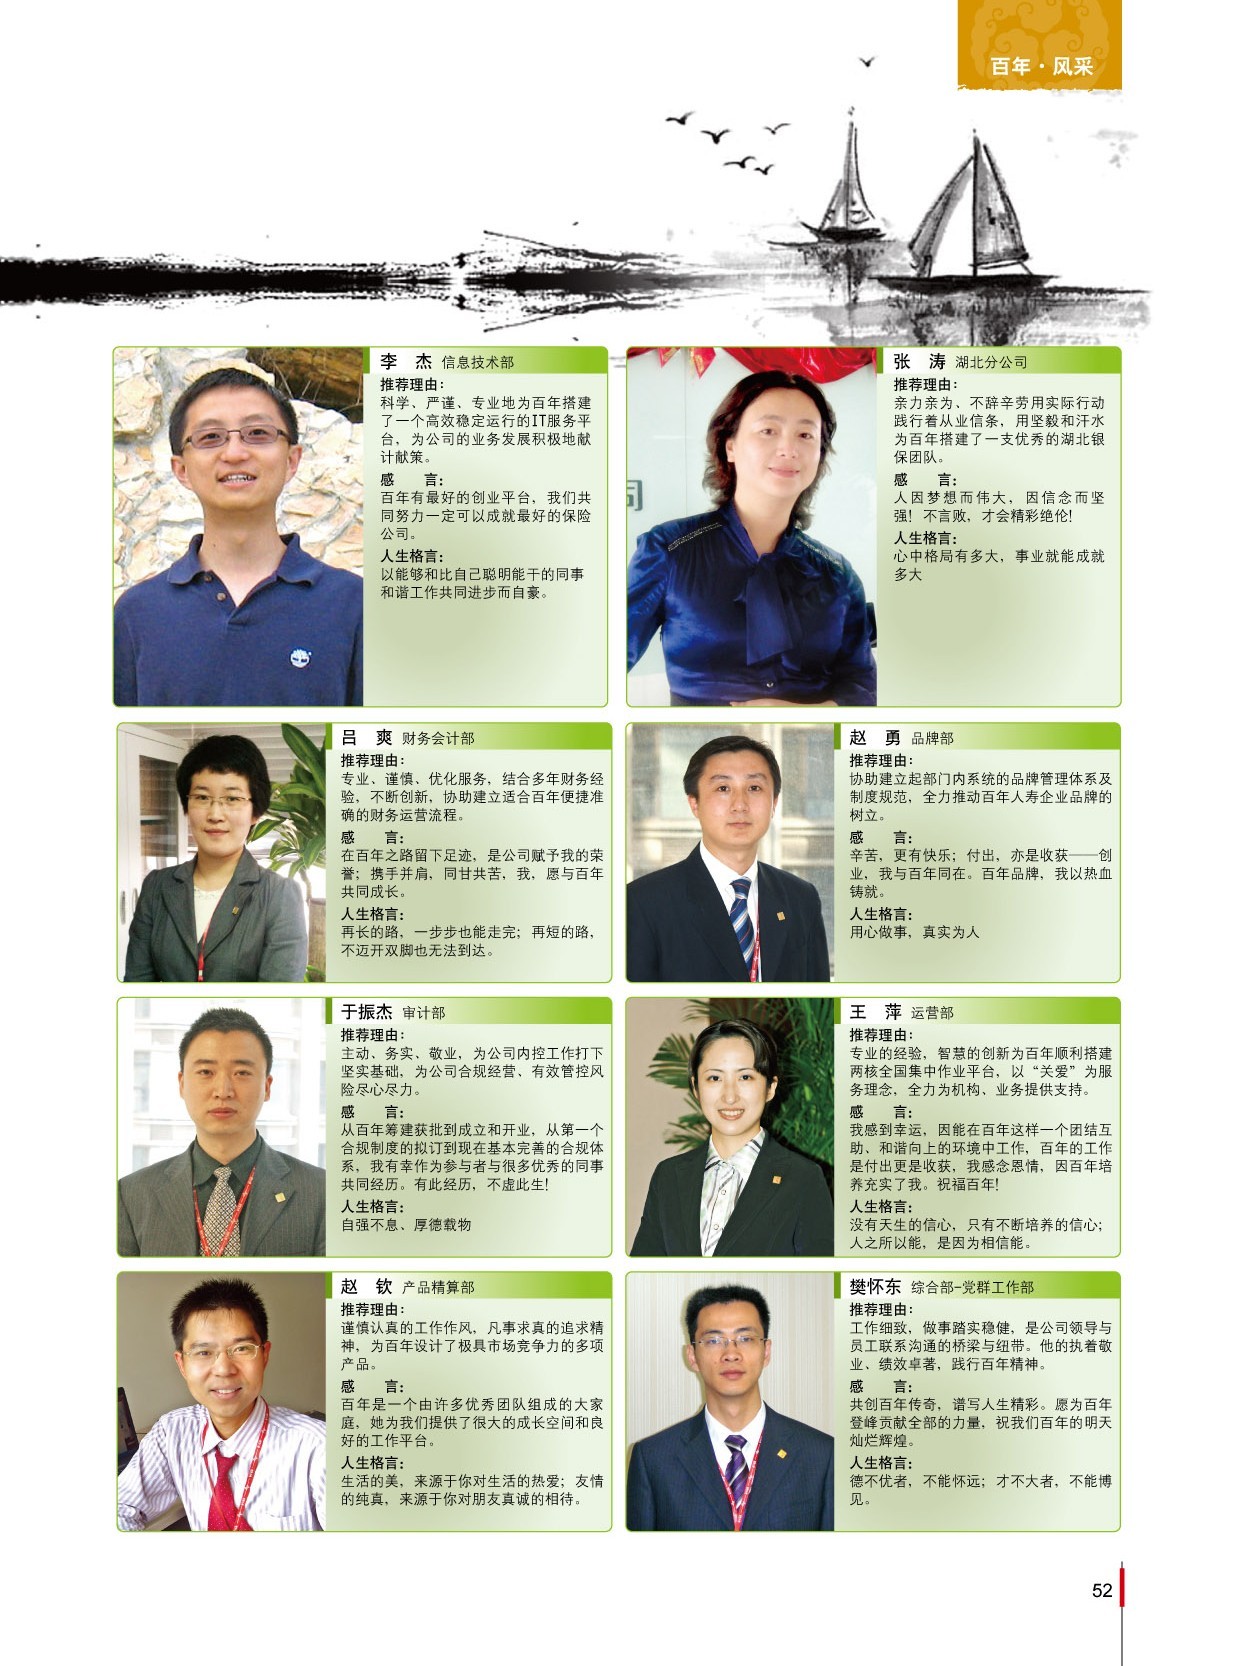 百年·风采
李 杰 信息技术部
推荐理由：
科学、严谨、专业地为百年搭建
了一个高效稳定运行的IT服务平
台，为公司的业务发展积极地献
计献策。
感 言：
百年有最好的创业平台，我们共
同努力一定可以成就最好的保险
公司。
人生格言：
以能够和比自己聪明能干的同事
和谐工作共同进步而自豪。
张 涛 湖北分公司
推荐理由：
亲力亲为、不辞辛劳用实际行动
践行着从业信条，用坚毅和汗水
为百年搭建了一支优秀的湖北银
保团队。
感 言：
人因梦想而伟大，因信念而坚
强！不言败，才会精彩绝伦！
人生格言：
心中格局有多大，事业就能成就
多大
司
吕 爽 财务会计部
推荐理由：
专业、谨慎、优化服务，结合多年财务经
验，不断创新，协助建立适合百年便捷准
确的财务运营流程。
感 言：
在百年之路留下足迹，是公司赋予我的荣
誉；携手并肩，同甘共苦，我，愿与百年
共同成长。
人生格言：
再长的路，一步步也能走完；再短的路，
不迈开双脚也无法到达。
赵 勇 品牌部
推荐理由：
协助建立起部门内系统的品牌管理体系及
制度规范，全力推动百年人寿企业品牌的
树立。
感 言：
辛苦，更有快乐；付出，亦是收获——创
业，我与百年同在。百年品牌，我以热血
铸就。
人生格言：
用心做事，真实为人
于振杰 审计部
推荐理由：
主动、务实、敬业，为公司内控工作打下
坚实基础，为公司合规经营、有效管控风
险尽心尽力。
感 言：
从百年筹建获批到成立和开业，从第一个
合规制度的拟订到现在基本完善的合规体
系，我有幸作为参与者与很多优秀的同事
共同经历。有此经历，不虚此生！
人生格言：
自强不息、厚德载物
王 萍 运营部
推荐理由：
专业的经验，智慧的创新为百年顺利搭建
两核全国集中作业平台，以“关爱”为服
务理念，全力为机构、业务提供支持。
感 言：
我感到幸运，因能在百年这样一个团结互
助、和谐向上的环境中工作，百年的工作
是付出更是收获，我感念恩情，因百年培
养充实了我。祝福百年！
人生格言：
没有天生的信心，只有不断培养的信心；
人之所以能，是因为相信能。
赵 钦 产品精算部
推荐理由：
谨慎认真的工作作风，凡事求真的追求精
神，为百年设计了极具市场竞争力的多项
产品。
感 言：
百年是一个由许多优秀团队组成的大家
庭，她为我们提供了很大的成长空间和良
好的工作平台。
人生格言：
生活的美，来源于你对生活的热爱；友情
的纯真，来源于你对朋友真诚的相待。
樊怀东 综合部-党群工作部
推荐理由：
工作细致，做事踏实稳健，是公司领导与
员工联系沟通的桥梁与纽带。他的执着敬
业、绩效卓著，践行百年精神。
感 言：
共创百年传奇，谱写人生精彩。愿为百年
登峰贡献全部的力量，祝我们百年的明天
灿烂辉煌。
人生格言：
德不优者，不能怀远；才不大者，不能博
见。
52